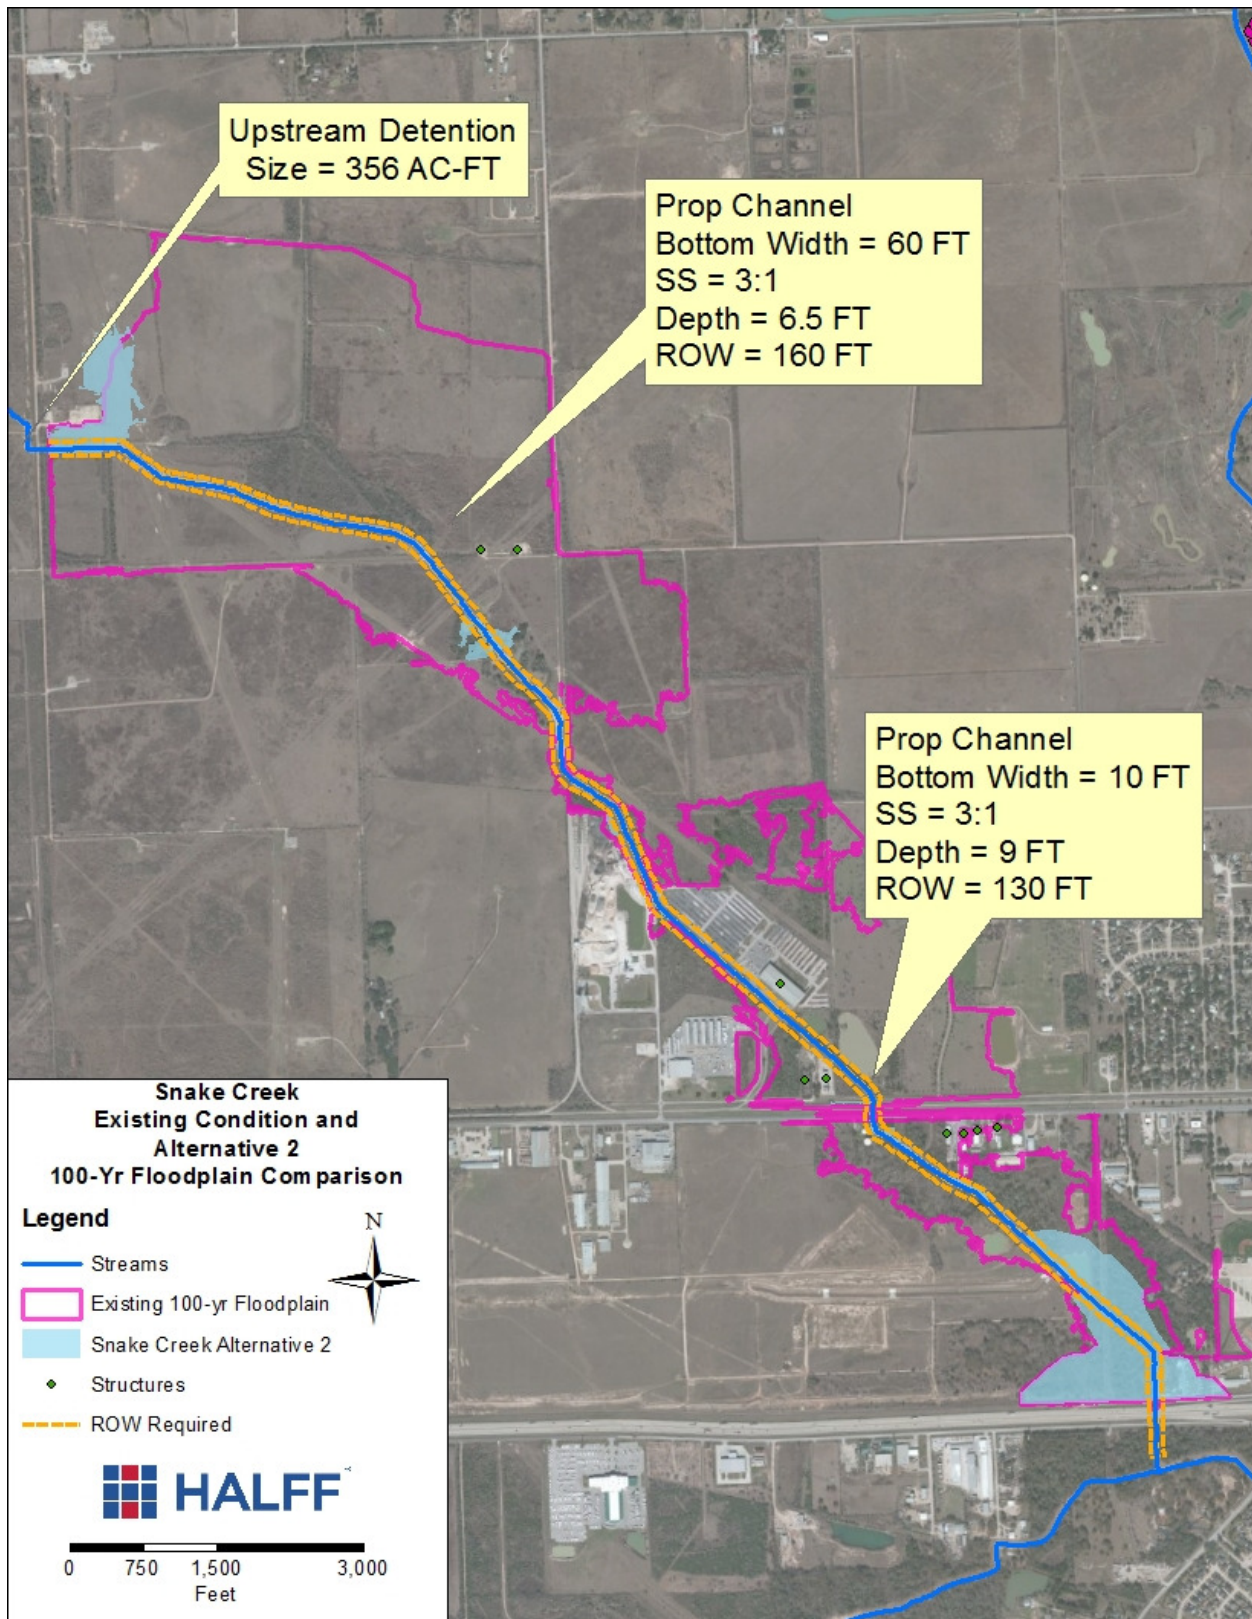 Upstream Detention
Size = 356 AC-FT
Prop Channel
Bottom Width = 60 FT
SS = 3:1
Depth = 6.5 FT
ROW = 160 FT
Prop Channel
Bottom Width = 10 FT
SS = 3:1
Depth = 9 FT
ROW = 130 FT
Snake Creek
Existing Condition and
Alternative 2
100-Yr Floodplain Comparison
Legend
N
Streams
Existing 100-yr Floodplain
Snake Creek Alternative 2
Structures
ROW Required
HALFF
0 750 1,500 3,000
Feet